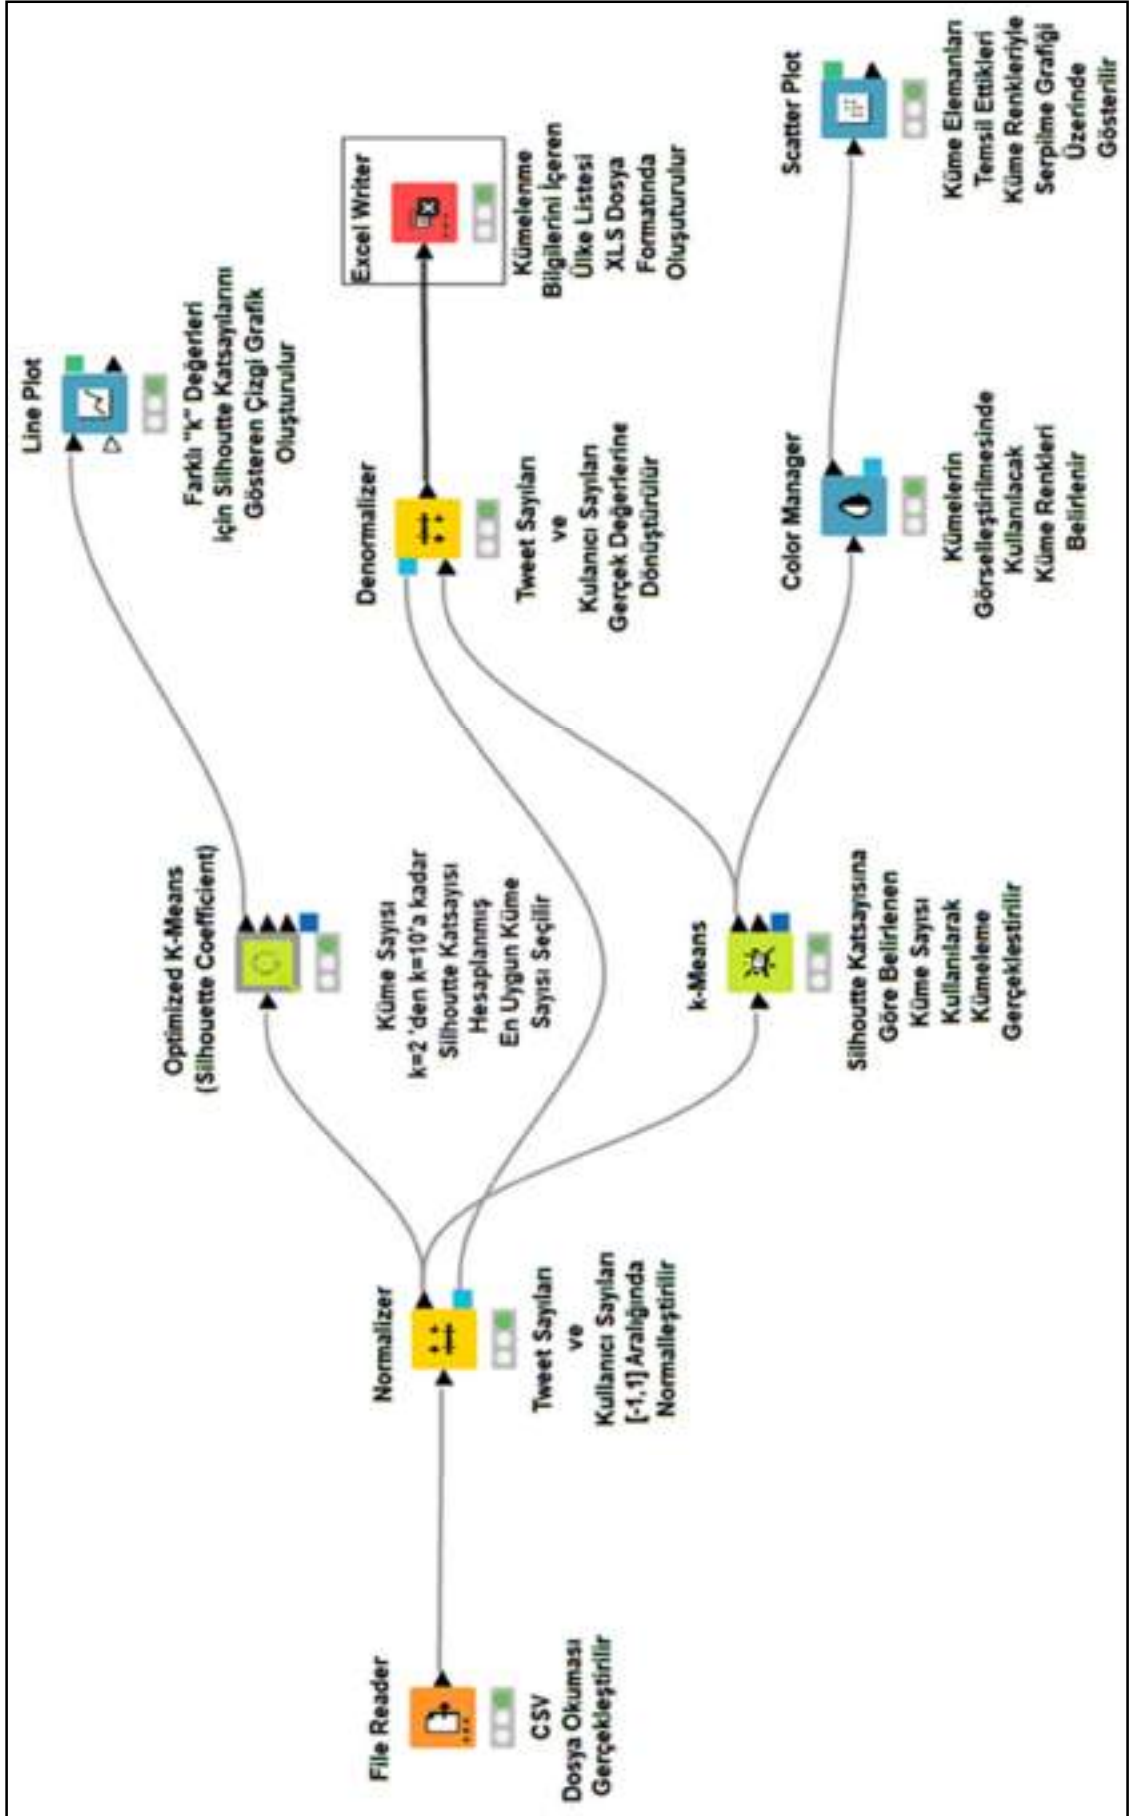 File Reader
CSV
Dosya Okuması
Gerçekleştirilir
Normalizer
Tweet Sayıları
ve
Kullanıcı Sayıları
[-1,1] Aralığında
Normalleştirilir
Optimized K-Means
(Silhouette Coefficient)
Küme Sayısı
k=2 'den k=10'a kadar
Silhoutte Katsayısı
Hesaplanmış
En Uygun Küme
Sayısı Seçilir
k-Means
Silhoutte Katsayısına
Göre Belirlenen
Küme Sayısı
Kullanılarak
Kümeleme
Gerçeklestirilir
Line Plot
Farklı "k" Değerleri
için Silhoutte Katsayılarını
Gösteren Çizgi Grafik
Oluşturulur
Denormalizer
Tweet Sayıları
ve
Kulanıcı Sayıları
Gerçek Değerlerine
Dönüştürülür
Excel Writer
Kümelenme
Bilgilerini İçeren
Ülke Listesi
XLS Dosya
Formatında
Oluşuturulur
Color Manager
Kümelerin
Görselleştirilmesinde
Kullanılacak
Küme Renkleri
Belirlenir
Scatter Plot
Küme Elemanları
Temsil Ettikleri
Küme Renkleriyle
Serpilme Grafiği
Üzerinde
Gösterilir